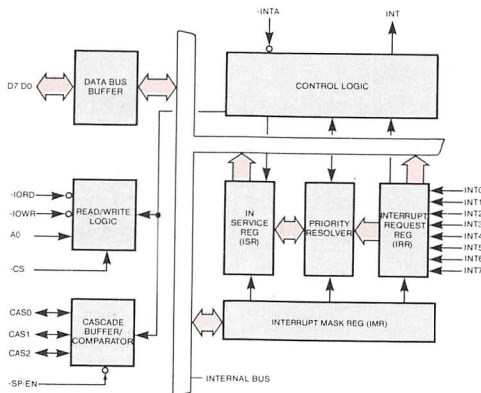 -INTA
INT
D7 D0
DATA BUS
BUFFER
CONTROL LOGIC
-IORD
-IOWR
A0
-CS
READ/WRITE
LOGIC
IN
SERVICE
REG
(ISR)
PRIORITY
RESOLVER
INTERRUPT
REQUEST
REG
(IRR)
INT0
INT1
INT2
INT3
INT4
INT5
INT6
INT7
CAS0
CAS1
CAS2
-SP-EN
CASCADE
BUFFER/
COMPARATOR
INTERRUPT MASK REG (IMR)
INTERNAL BUS